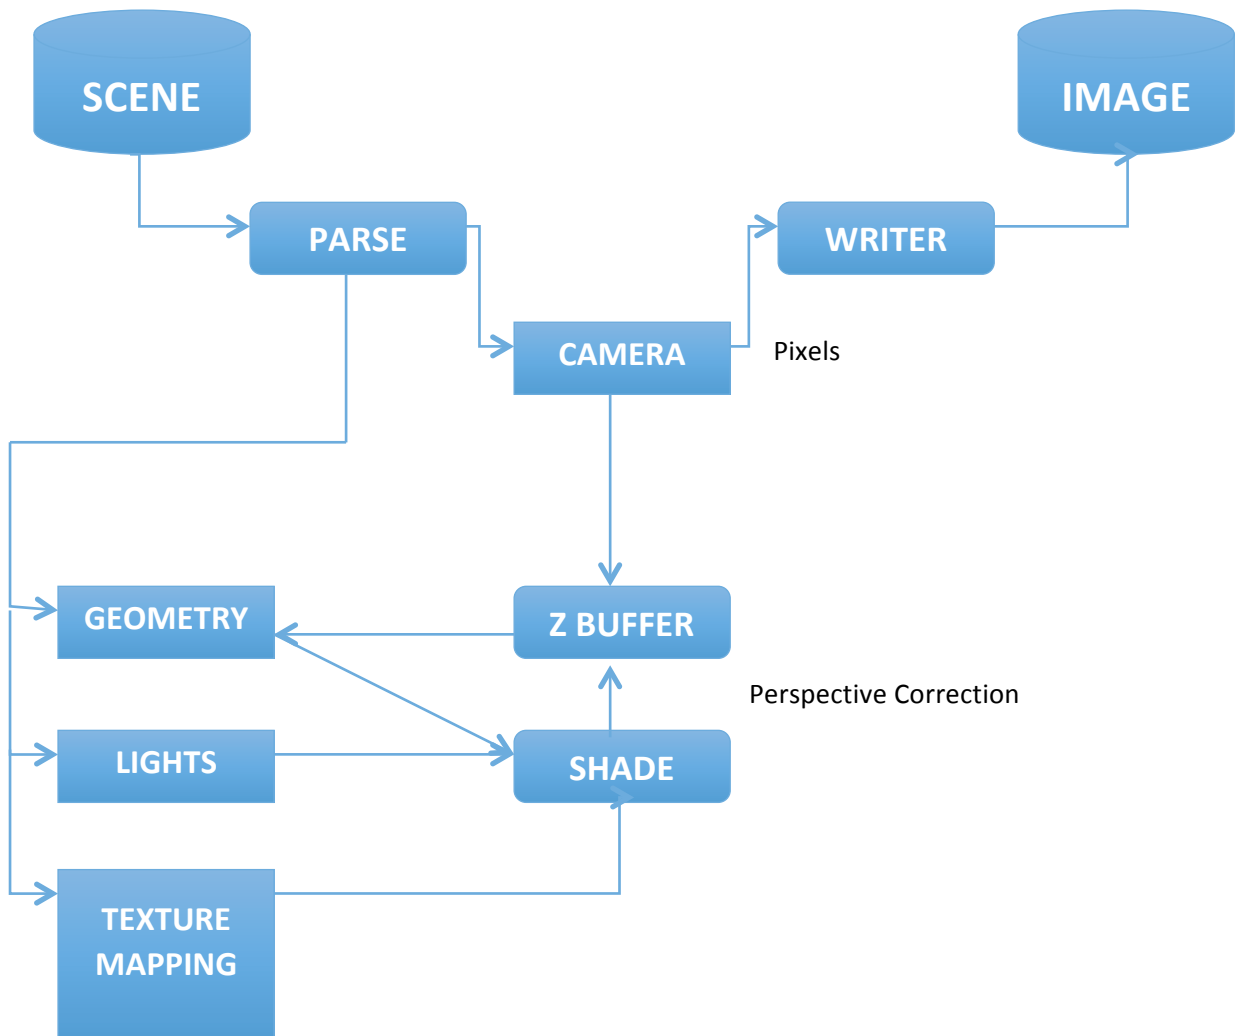 SCENE
IMAGE
PARSE
WRITER
CAMERA
Pixels
GEOMETRY
Z BUFFER
Perspective Correction
LIGHTS
SHADE
TEXTURE
MAPPING